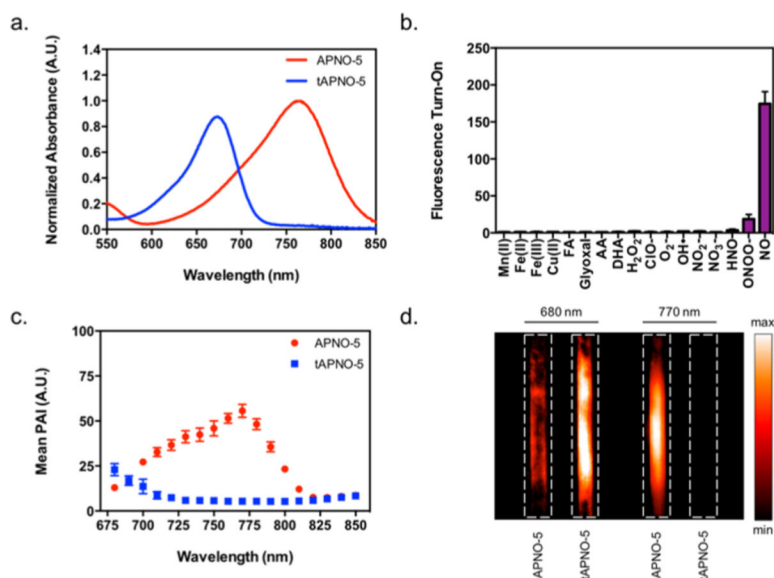 a.
1.4
1.2
1.0
0.8
0.6
0.4
0.2
0.0
550 600 650 700 750 800 850
Normalized Absorbance (A.U.)
Wavelength (nm)
APNO-5
tAPNO-5
b.
250
200
150
100
50
0
Fluorescence Turn-On
Mn(II)
Fe(II)
Fe(III)
Cu(II)
FA
Glyoxal
AA
DHA
H2O2
ClO-
O2-
OH•
NO2-
NO3-
HNO
ONOO-
NO
c.
100
75
50
25
0
675 700 725 750 775 800 825 850
Mean PAI (A.U.)
Wavelength (nm)
APNO-5
tAPNO-5
d.
680 nm 770 nm
max
min
APNO-5
tAPNO-5
APNO-5
tAPNO-5